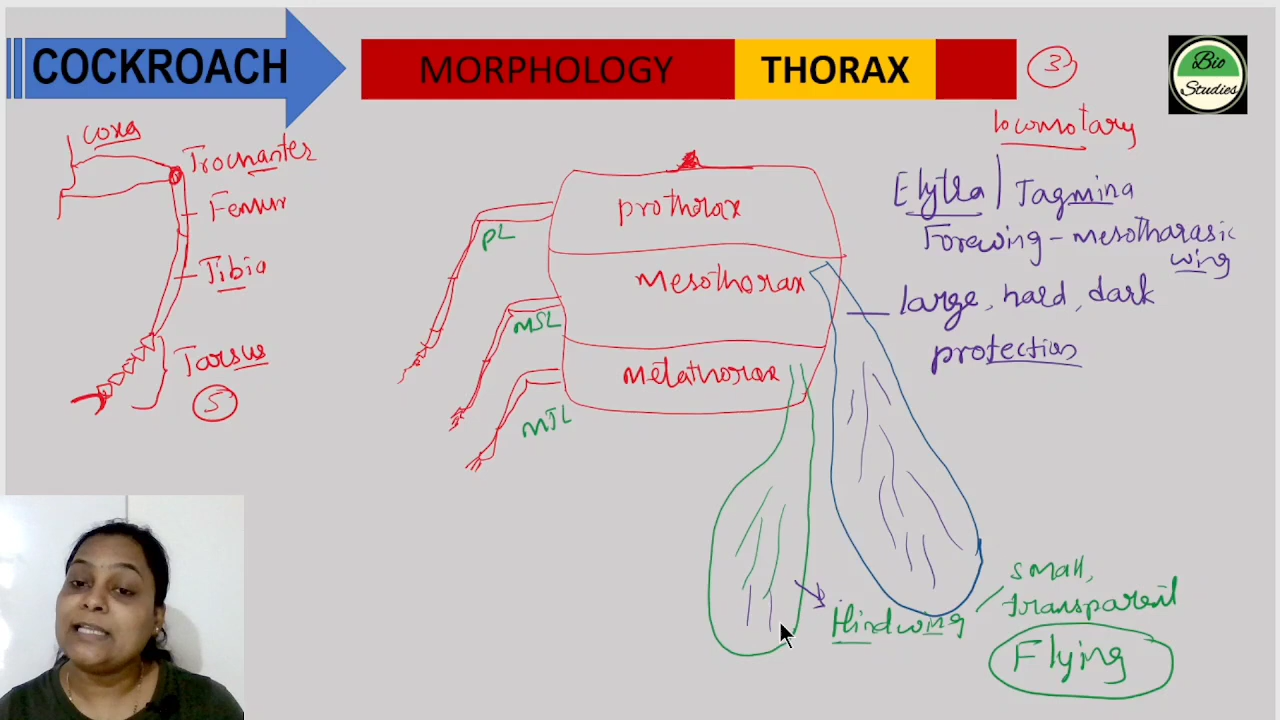 COCKROACH
MORPHOLOGY
THORAX
3
Bio
Studies
coxa
Trochanter
Femur
Tibia
Tarsus
5
prothorax
mesothorax
metathorax
PL
MSL
MTL
locomotary
Elytra | Tagmina
Forewing - mesotharasic
wing
large, hard, dark
protection
Hindwing
small,
transparent
Flying